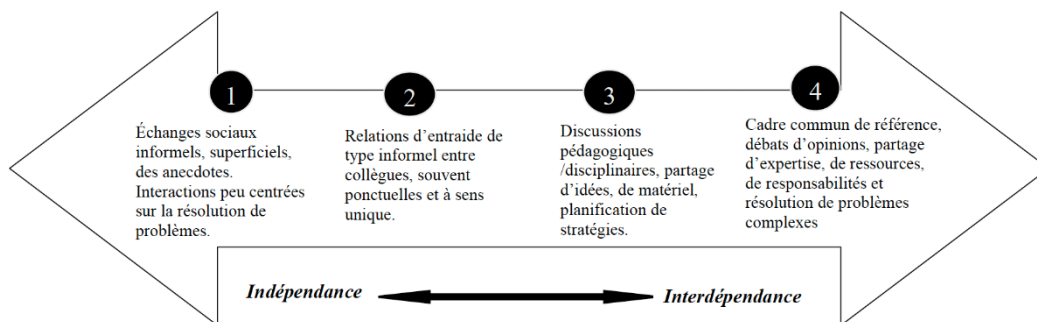 1
Échanges sociaux
informels, superficiels,
des anecdotes.
Interactions peu centrées
sur la résolution de
problèmes.
2
Relations d’entraide de
type informel entre
collègues, souvent
ponctuelles et à sens
unique.
3
Discussions
pédagogiques
/disciplinaires, partage
d’idées, de matériel,
planification de
stratégies.
4
Cadre commun de référence,
débats d’opinions, partage
d’expertise, de ressources,
de responsabilités et
résolution de problèmes
complexes
Indépendance
Interdépendance